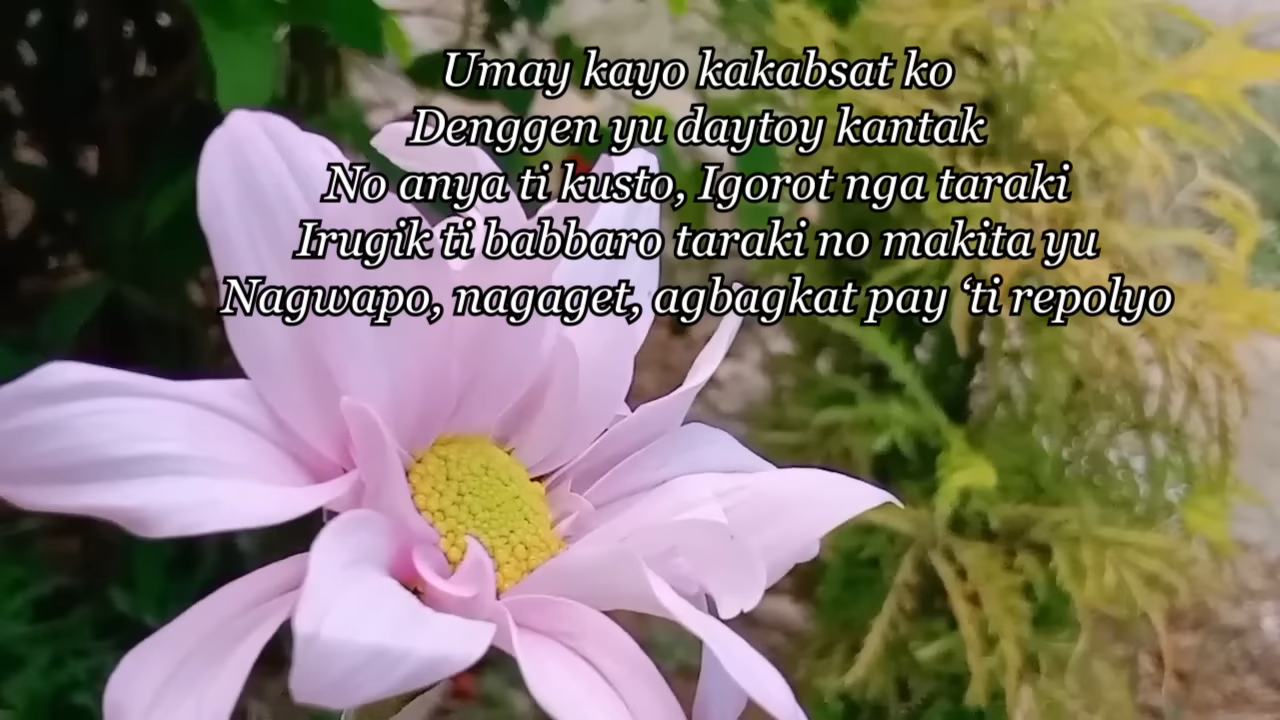 Umay kayo kakabsat ko
Denggen yu daytoy kantak
No anya ti kusto, Igorot nga taraki
Irugik ti babbaro taraki no makita yu
Nagwapo, nagaget, agbagkat pay ‘ti repolyo